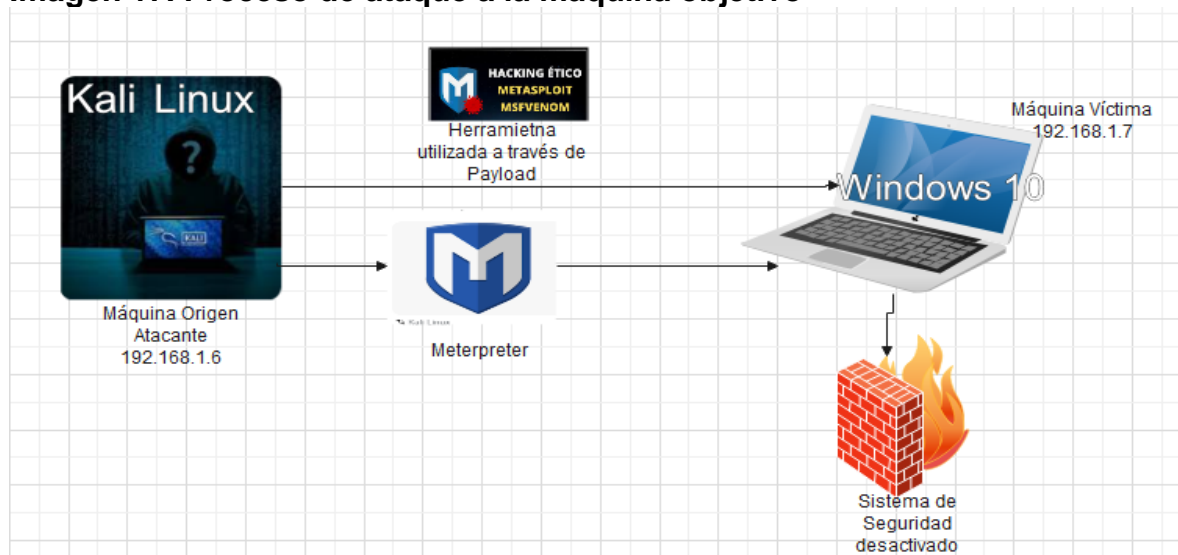 Kali Linux
HACKING ÉTICO
METASPLOIT
MSFVENOM
Herramietna
utilizada a través de
Payload
Máquina Víctima
192.168.1.7
Windows 10
KALI
Máquina Origen
Atacante
192.168.1.6
Kali Linux
Meterpreter
Sistema de
Seguridad
desactivado